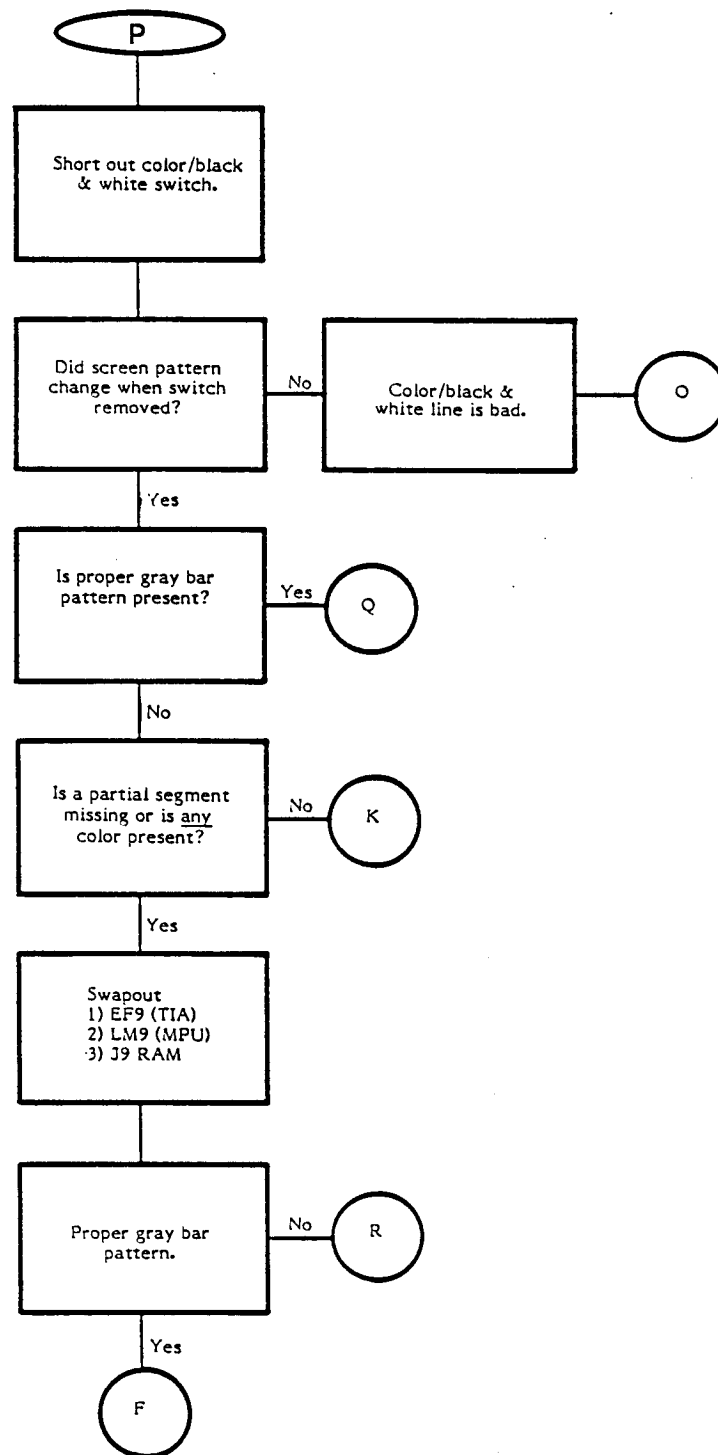 P
Short out color/black
& white switch.
Did screen pattern
change when switch
removed?
No
Color/black &
white line is bad.
O
Yes
Is proper gray bar
pattern present?
Yes
Q
No
Is a partial segment
missing or is any
color present?
No
K
Yes
Swapout
1) EF9 (TIA)
2) LM9 (MPU)
3) J9 RAM
Proper gray bar
pattern.
No
R
Yes
F